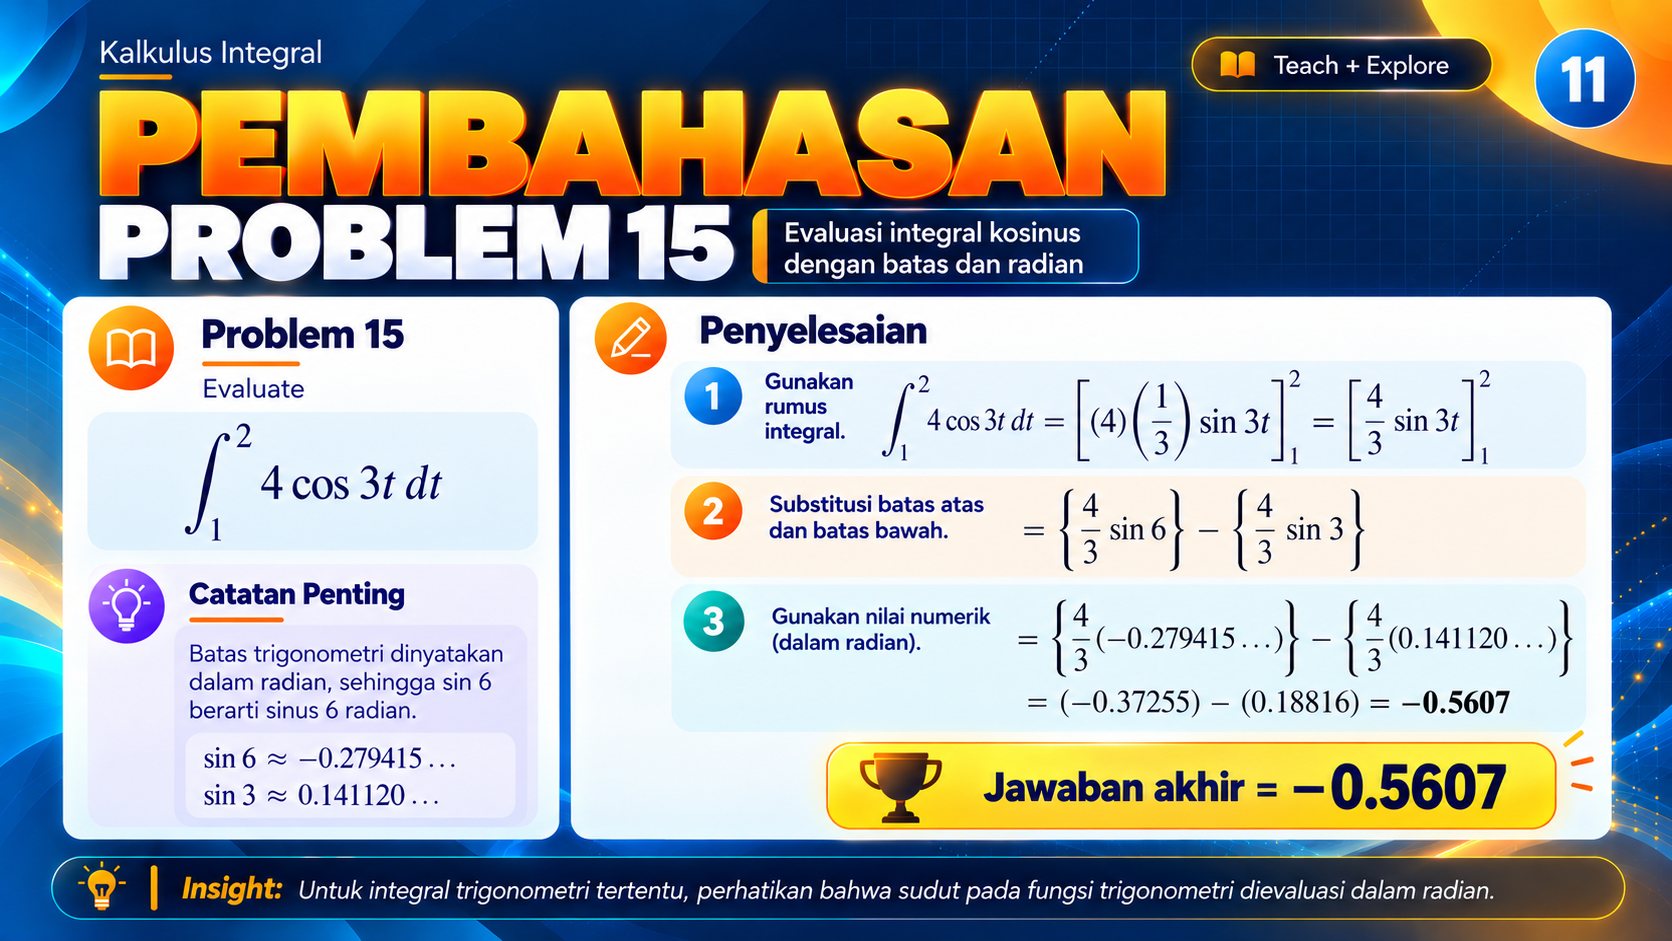 Kalkulus Integral
Teach + Explore
11
PEMBAHASAN
PROBLEM 15
Evaluasi integral kosinus
dengan batas dan radian
Problem 15
Evaluate
∫₁² 4 cos 3t dt
Catatan Penting
Batas trigonometri dinyatakan
dalam radian, sehingga sin 6
berarti sinus 6 radian.
sin 6 ≈ −0.279415…
sin 3 ≈ 0.141120…
Penyelesaian
1
Gunakan
rumus
integral.
∫₁² 4 cos 3t dt = [(4)(1/3) sin 3t]₁² = [4/3 sin 3t]₁²
2
Substitusi batas atas
dan batas bawah.
= {4/3 sin 6} − {4/3 sin 3}
3
Gunakan nilai numerik
(dalam radian).
= {4/3(−0.279415…)} − {4/3(0.141120…)}
= (−0.37255) − (0.18816) = −0.5607
Jawaban akhir = −0.5607
Insight: Untuk integral trigonometri tertentu, perhatikan bahwa sudut pada fungsi trigonometri dievaluasi dalam radian.